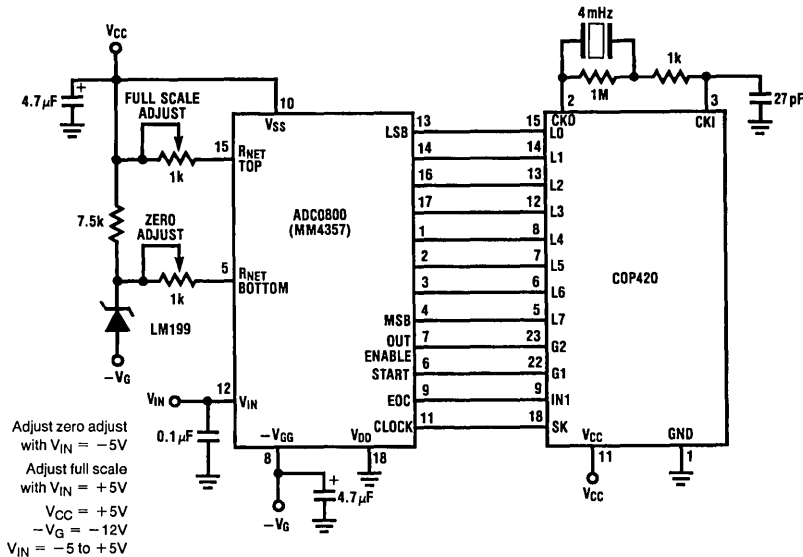 4mHz
VCC
1k
1M
4.7µF
+
FULL SCALE
ADJUST
10
VSS
2
3
27pF
CKO
CKI
13
15
LSB
L0
15
RNET
TOP
1k
14
14
L1
16
13
L2
ADC0800
(MM4357)
17
12
L3
7.5k
ZERO
ADJUST
1
8
L4
2
7
L5
COP420
5
RNET
BOTTOM
1k
3
6
L6
LM199
MSB
4
5
L7
OUT
ENABLE
7
23
G2
−VG
START
6
22
G1
12
VIN
VIN
EOC
9
9
IN1
CLOCK
11
18
SK
0.1µF
−VGG
VDD
VCC
GND
8
18
11
1
+
4.7µF
−VG
VCC
Adjust zero adjust
with VIN = −5V
Adjust full scale
with VIN = +5V
VCC = +5V
−VG = −12V
VIN = −5 to +5V